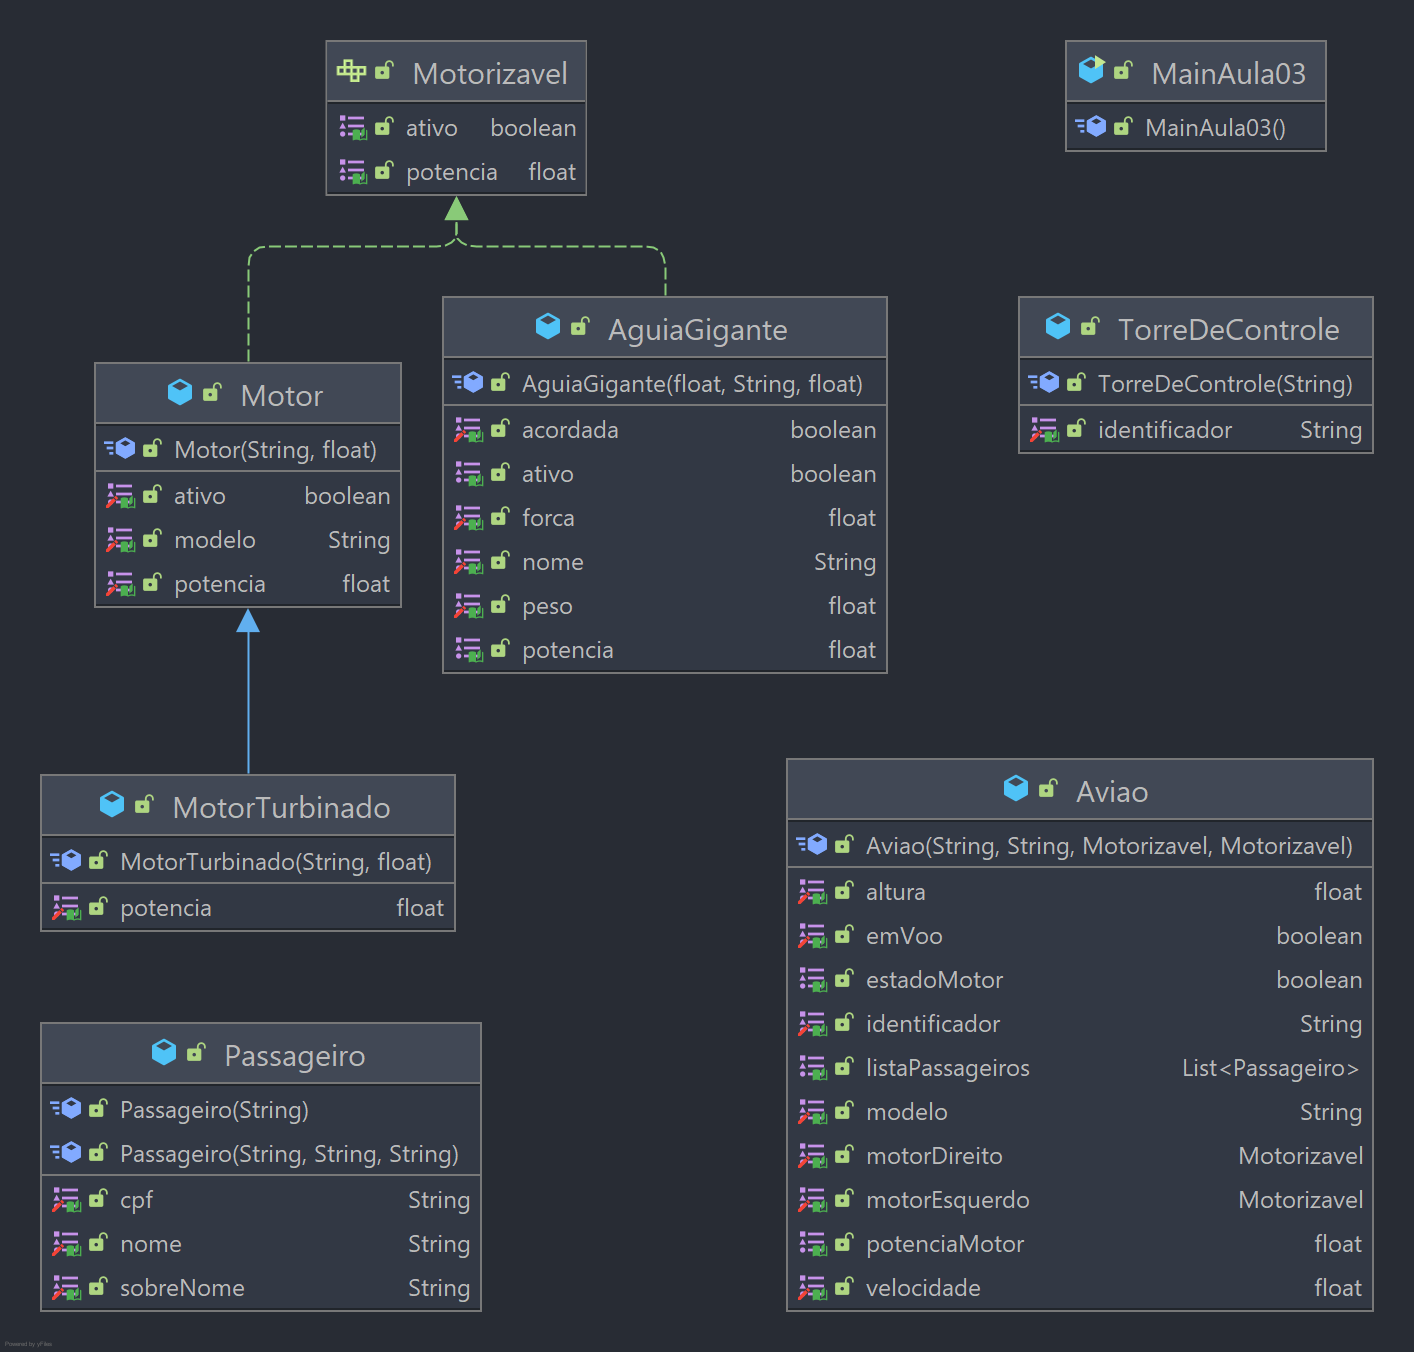 Motorizavel
ativo boolean
potencia float
MainAula03
MainAula03()
Motor
Motor(String, float)
ativo boolean
modelo String
potencia float
AguiaGigante
AguiaGigante(float, String, float)
acordada boolean
ativo boolean
forca float
nome String
peso float
potencia float
TorreDeControle
TorreDeControle(String)
identificador String
MotorTurbinado
MotorTurbinado(String, float)
potencia float
Aviao
Aviao(String, String, Motorizavel, Motorizavel)
altura float
emVoo boolean
estadoMotor boolean
identificador String
listaPassageiros List<Passageiro>
modelo String
motorDireito Motorizavel
motorEsquerdo Motorizavel
potenciaMotor float
velocidade float
Passageiro
Passageiro(String)
Passageiro(String, String, String)
cpf String
nome String
sobreNome String
Powered by yFiles